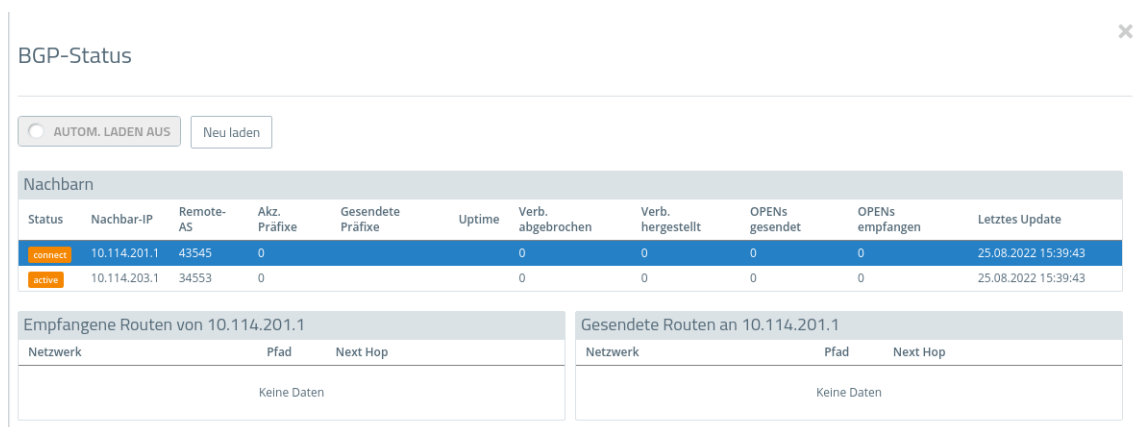 BGP-Status
AUTOM. LADEN AUS Neu laden
Nachbarn
Status Nachbar-IP Remote-AS Akz. Präfixe Gesendete Präfixe Uptime Verb. abgebrochen Verb. hergestellt OPENs gesendet OPENs empfangen Letztes Update
connect 10.114.201.1 43545 0 0 0 0 0 25.08.2022 15:39:43
active 10.114.203.1 34553 0 0 0 0 0 25.08.2022 15:39:43
Empfangene Routen von 10.114.201.1 Gesendete Routen an 10.114.201.1
Netzwerk Pfad Next Hop Netzwerk Pfad Next Hop
Keine Daten Keine Daten